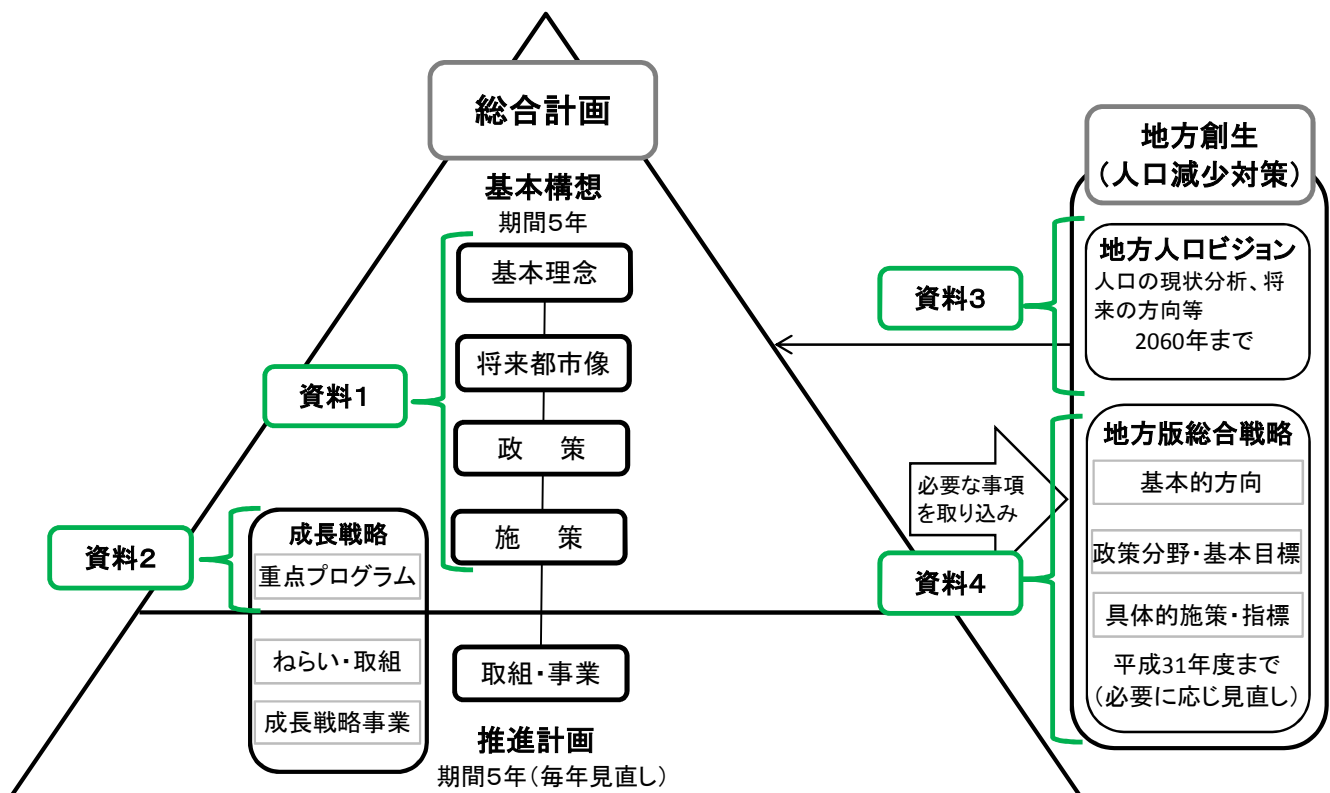 総合計画
基本構想
期間5年
基本理念
将来都市像
政　策
施　策
取組・事業
推進計画
期間5年(毎年見直し)
資料1
資料2
成長戦略
重点プログラム
ねらい・取組
成長戦略事業
地方創生
(人口減少対策)
資料3
地方人口ビジョン
人口の現状分析、将
来の方向等
2060年まで
必要な事項
を取り込み
資料4
地方版総合戦略
基本的方向
政策分野・基本目標
具体的施策・指標
平成31年度まで
(必要に応じ見直し)